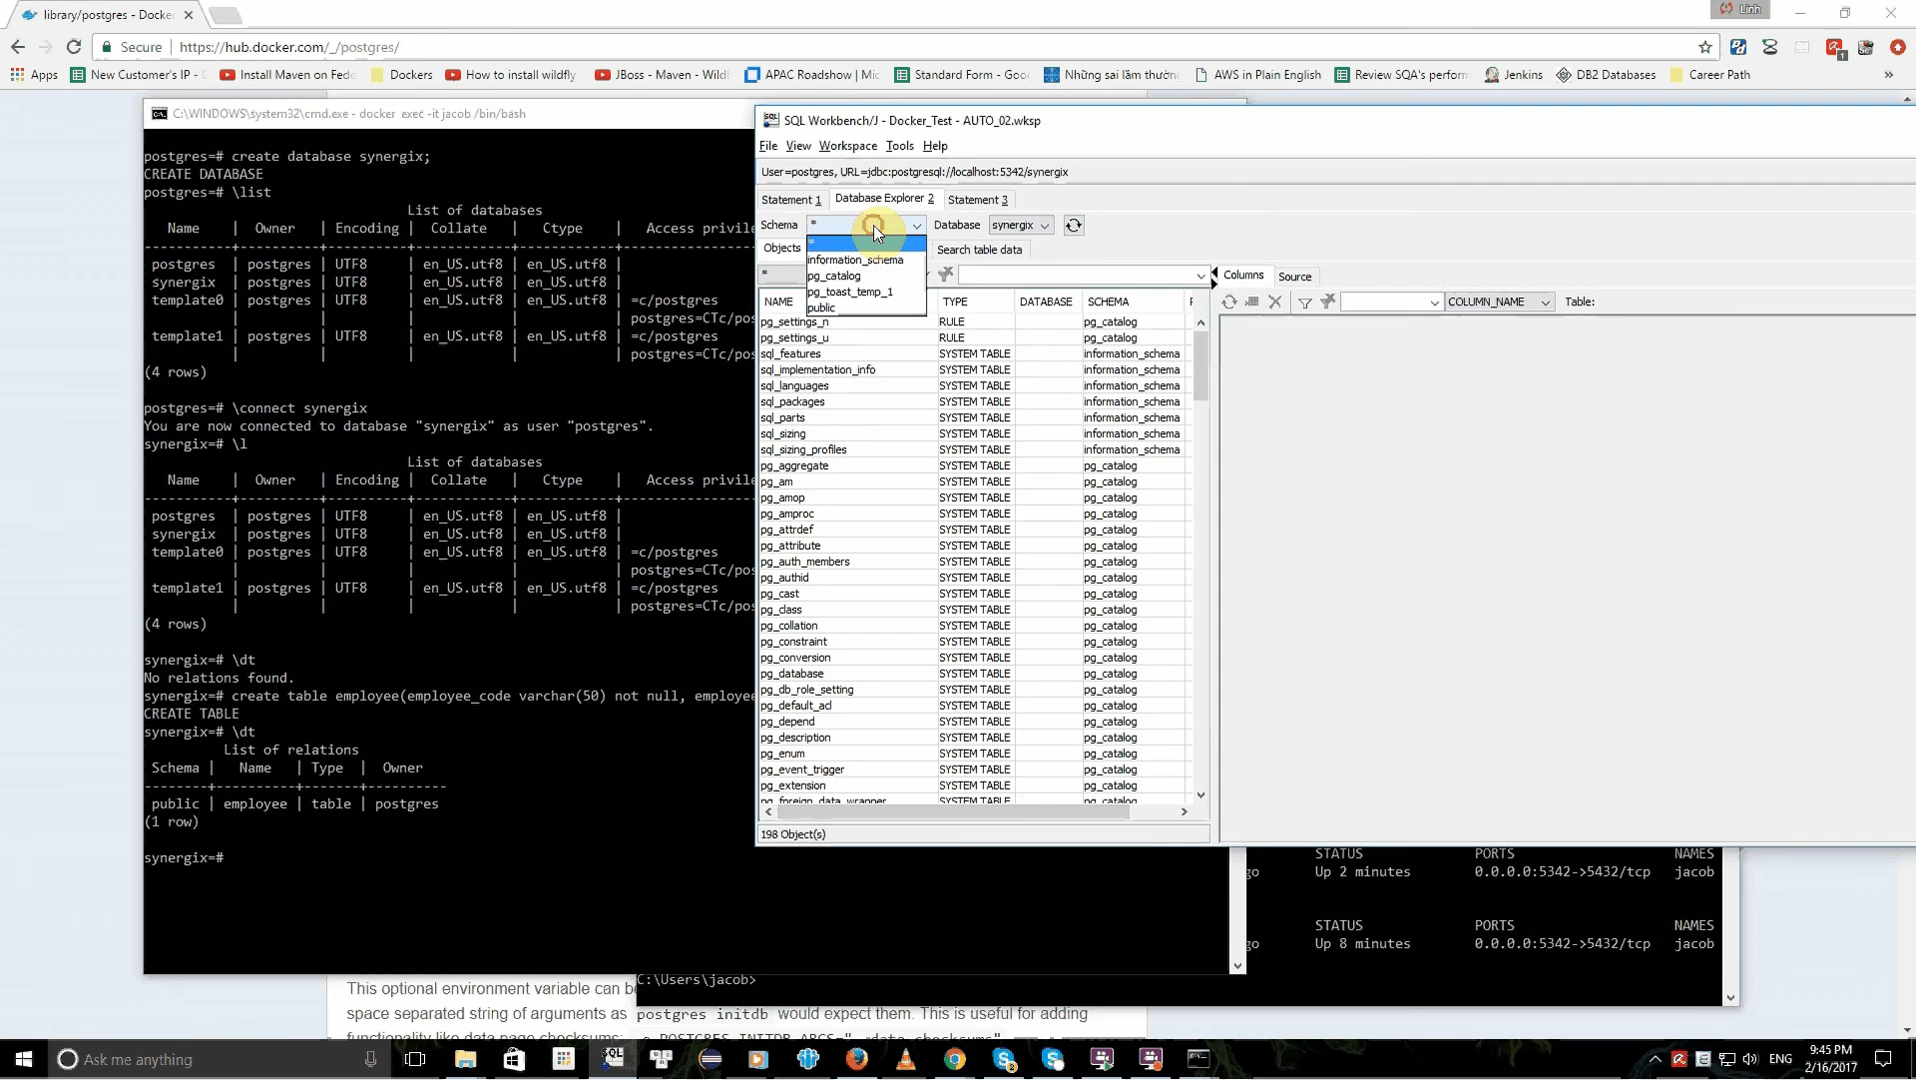 library/postgres - Docke
Linh
Secure | https://hub.docker.com/_/postgres/
Apps New Customer's IP - Install Maven on Fedo Dockers How to install wildfly JBoss - Maven - Wildf APAC Roadshow | Mic Standard Form - Goo Những sai lầm thườn AWS in Plain English Review SQA's perform Jenkins DB2 Databases Career Path »
C:\WINDOWS\system32\cmd.exe - docker exec -it jacob /bin/bash
postgres=# create database synergix;
CREATE DATABASE
postgres=# \list
List of databases
Name | Owner | Encoding | Collate | Ctype | Access privile
postgres | postgres | UTF8 | en_US.utf8 | en_US.utf8 |
synergix | postgres | UTF8 | en_US.utf8 | en_US.utf8 |
template0 | postgres | UTF8 | en_US.utf8 | en_US.utf8 | =c/postgres
| | | | | postgres=CTc/pos
template1 | postgres | UTF8 | en_US.utf8 | en_US.utf8 | =c/postgres
| | | | | postgres=CTc/pos
(4 rows)
postgres=# \connect synergix
You are now connected to database "synergix" as user "postgres".
synergix=# \l
List of databases
Name | Owner | Encoding | Collate | Ctype | Access privile
postgres | postgres | UTF8 | en_US.utf8 | en_US.utf8 |
synergix | postgres | UTF8 | en_US.utf8 | en_US.utf8 |
template0 | postgres | UTF8 | en_US.utf8 | en_US.utf8 | =c/postgres
| | | | | postgres=CTc/pos
template1 | postgres | UTF8 | en_US.utf8 | en_US.utf8 | =c/postgres
| | | | | postgres=CTc/pos
(4 rows)
synergix=# \dt
No relations found.
synergix=# create table employee(employee_code varchar(50) not null, employee
CREATE TABLE
synergix=# \dt
List of relations
Schema | Name | Type | Owner
public | employee | table | postgres
(1 row)
synergix=#
SQL Workbench/J - Docker_Test - AUTO_02.wksp
File View Workspace Tools Help
User=postgres, URL=jdbc:postgresql://localhost:5342/synergix
Statement 1 Database Explorer 2 Statement 3
Schema * Database synergix
*
information_schema
pg_catalog
pg_toast_temp_1
public
Objects Search table data
*
Columns Source
COLUMN_NAME Table:
NAME TYPE DATABASE SCHEMA R
pg_settings_n RULE pg_catalog
pg_settings_u RULE pg_catalog
sql_features SYSTEM TABLE information_schema
sql_implementation_info SYSTEM TABLE information_schema
sql_languages SYSTEM TABLE information_schema
sql_packages SYSTEM TABLE information_schema
sql_parts SYSTEM TABLE information_schema
sql_sizing SYSTEM TABLE information_schema
sql_sizing_profiles SYSTEM TABLE information_schema
pg_aggregate SYSTEM TABLE pg_catalog
pg_am SYSTEM TABLE pg_catalog
pg_amop SYSTEM TABLE pg_catalog
pg_amproc SYSTEM TABLE pg_catalog
pg_attrdef SYSTEM TABLE pg_catalog
pg_attribute SYSTEM TABLE pg_catalog
pg_auth_members SYSTEM TABLE pg_catalog
pg_authid SYSTEM TABLE pg_catalog
pg_cast SYSTEM TABLE pg_catalog
pg_class SYSTEM TABLE pg_catalog
pg_collation SYSTEM TABLE pg_catalog
pg_constraint SYSTEM TABLE pg_catalog
pg_conversion SYSTEM TABLE pg_catalog
pg_database SYSTEM TABLE pg_catalog
pg_db_role_setting SYSTEM TABLE pg_catalog
pg_default_acl SYSTEM TABLE pg_catalog
pg_depend SYSTEM TABLE pg_catalog
pg_description SYSTEM TABLE pg_catalog
pg_enum SYSTEM TABLE pg_catalog
pg_event_trigger SYSTEM TABLE pg_catalog
pg_extension SYSTEM TABLE pg_catalog
pg_foreign_data_wrapper SYSTEM TABLE pg_catalog
198 Object(s)
STATUS PORTS NAMES
go Up 2 minutes 0.0.0.0:5342->5432/tcp jacob
STATUS PORTS NAMES
go Up 8 minutes 0.0.0.0:5342->5432/tcp jacob
C:\Users\jacob>
This optional environment variable can be
space separated string of arguments as postgres initdb would expect them. This is useful for adding
functionality like data page checksums: -e POSTGRES_INITDB_ARGS="--data-checksums"
Ask me anything
ENG
9:45 PM
2/16/2017